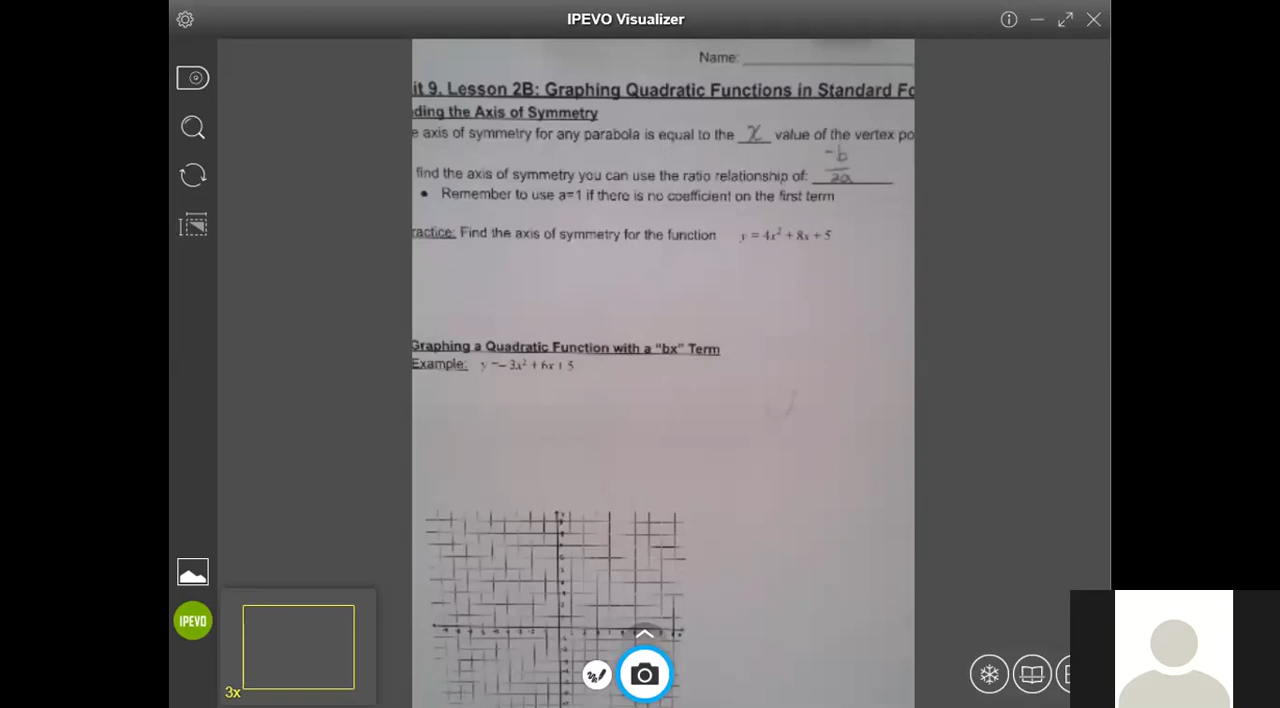 IPEVO Visualizer
Name:
it 9. Lesson 2B: Graphing Quadratic Functions in Standard Fo
ding the Axis of Symmetry
e axis of symmetry for any parabola is equal to the x value of the vertex po
find the axis of symmetry you can use the ratio relationship of: -b/2a
• Remember to use a=1 if there is no coefficient on the first term
ractice: Find the axis of symmetry for the function y = 4x² + 8x + 5
Graphing a Quadratic Function with a "bx" Term
Example: y = – 3x² + 6x + 5
IPEVO
3x